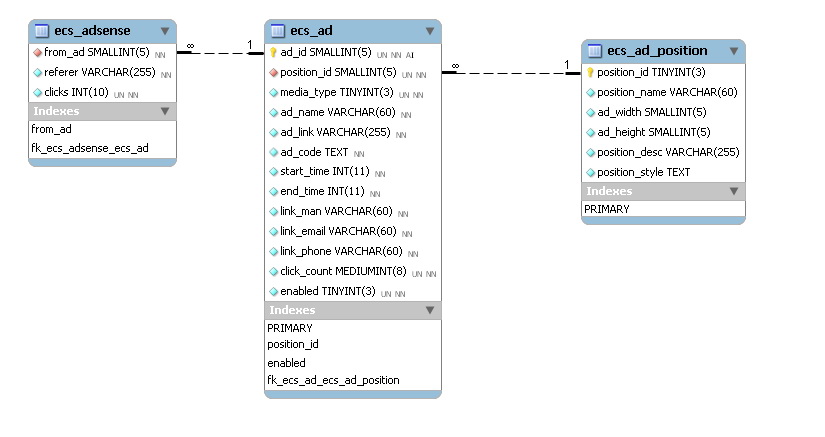 ecs_adsense
from_ad SMALLINT(5) NN
referer VARCHAR(255) NN
clicks INT(10) UN NN
Indexes
from_ad
fk_ecs_adsense_ecs_ad
∞
1
ecs_ad
ad_id SMALLINT(5) UN NN AI
position_id SMALLINT(5) UN NN
media_type TINYINT(3) UN NN
ad_name VARCHAR(60) NN
ad_link VARCHAR(255) NN
ad_code TEXT NN
start_time INT(11) NN
end_time INT(11) NN
link_man VARCHAR(60) NN
link_email VARCHAR(60) NN
link_phone VARCHAR(60) NN
click_count MEDIUMINT(8) UN NN
enabled TINYINT(3) UN NN
Indexes
PRIMARY
position_id
enabled
fk_ecs_ad_ecs_ad_position
∞
1
ecs_ad_position
position_id TINYINT(3)
position_name VARCHAR(60)
ad_width SMALLINT(5)
ad_height SMALLINT(5)
position_desc VARCHAR(255)
position_style TEXT
Indexes
PRIMARY